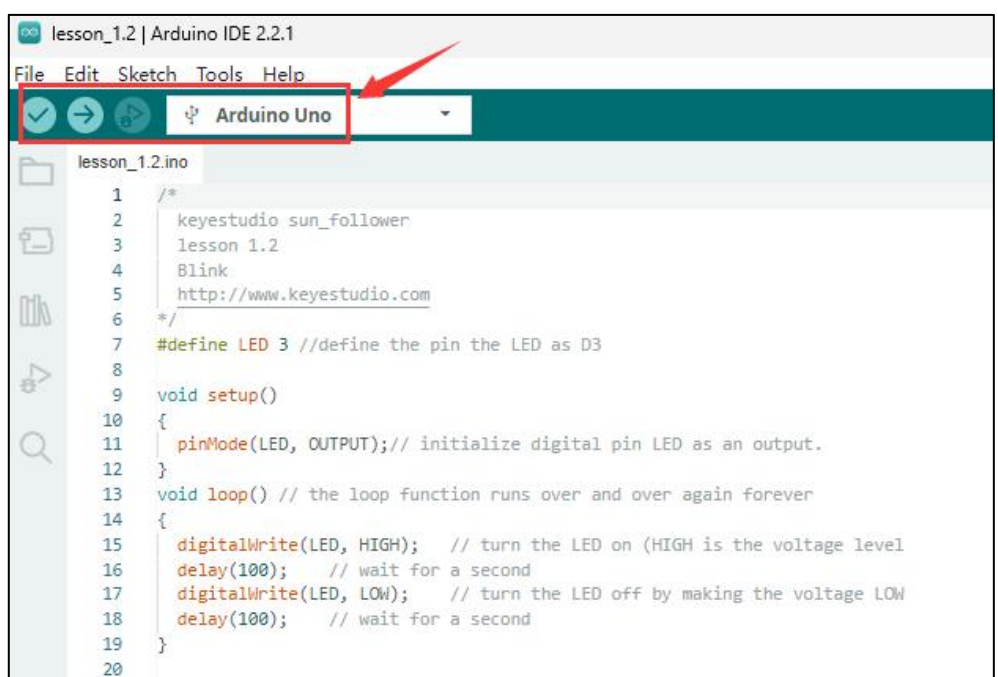 lesson_1.2 | Arduino IDE 2.2.1
File Edit Sketch Tools Help
Arduino Uno
lesson_1.2.ino
1 /*
2 keyestudio sun_follower
3 lesson 1.2
4 Blink
5 http://www.keyestudio.com
6 */
7 #define LED 3 //define the pin the LED as D3
8
9 void setup()
10 {
11 pinMode(LED, OUTPUT);// initialize digital pin LED as an output.
12 }
13 void loop() // the loop function runs over and over again forever
14 {
15 digitalWrite(LED, HIGH); // turn the LED on (HIGH is the voltage level
16 delay(100); // wait for a second
17 digitalWrite(LED, LOW); // turn the LED off by making the voltage LOW
18 delay(100); // wait for a second
19 }
20